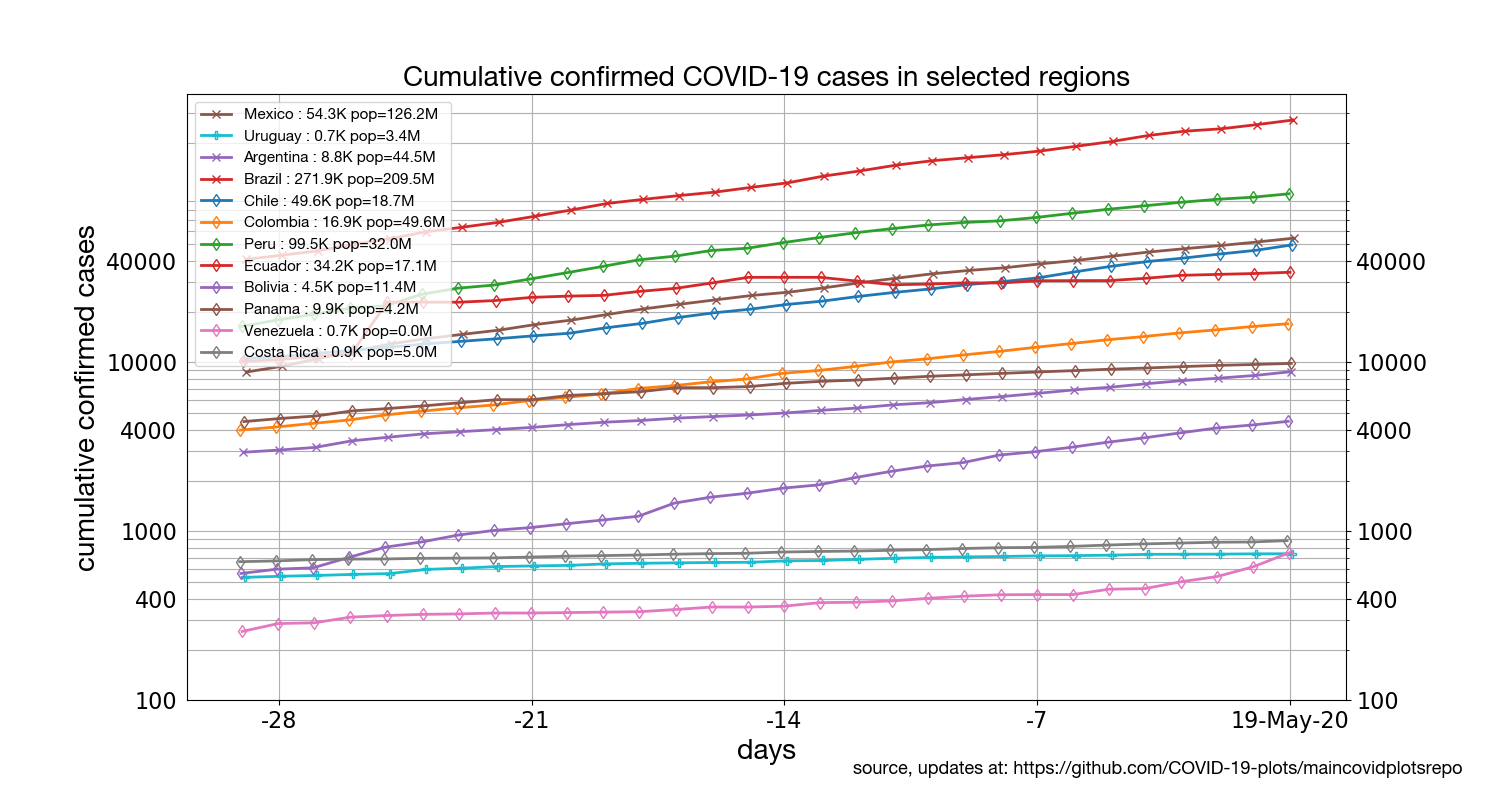 Cumulative confirmed COVID-19 cases in selected regions
Mexico : 54.3K pop=126.2M
Uruguay : 0.7K pop=3.4M
Argentina : 8.8K pop=44.5M
Brazil : 271.9K pop=209.5M
Chile : 49.6K pop=18.7M
Colombia : 16.9K pop=49.6M
Peru : 99.5K pop=32.0M
Ecuador : 34.2K pop=17.1M
Bolivia : 4.5K pop=11.4M
Panama : 9.9K pop=4.2M
Venezuela : 0.7K pop=0.0M
Costa Rica : 0.9K pop=5.0M
cumulative confirmed cases
40000
10000
4000
1000
400
100
40000
10000
4000
1000
400
100
-28 -21 -14 -7 19-May-20
days
source, updates at: https://github.com/COVID-19-plots/maincovidplotsrepo